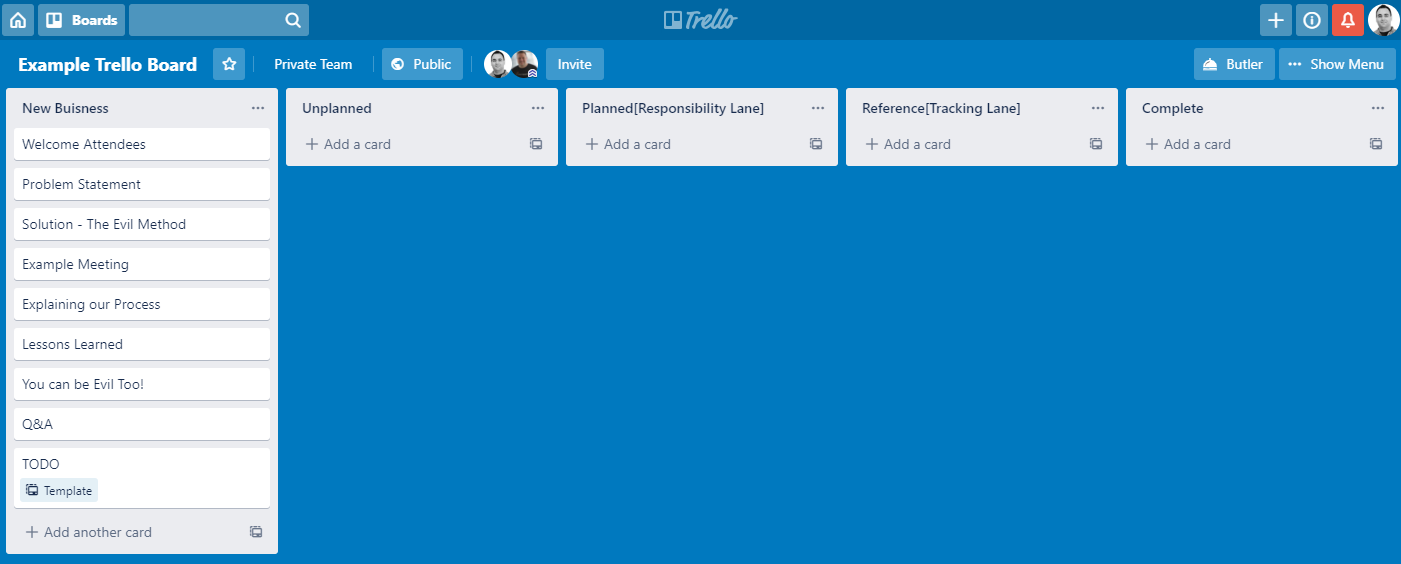 Boards
Trello
Example Trello Board
Private Team
Public
Invite
Butler
Show Menu
New Buisness
Welcome Attendees
Problem Statement
Solution - The Evil Method
Example Meeting
Explaining our Process
Lessons Learned
You can be Evil Too!
Q&A
TODO
Template
Add another card
Unplanned
Add a card
Planned[Responsibility Lane]
Add a card
Reference[Tracking Lane]
Add a card
Complete
Add a card